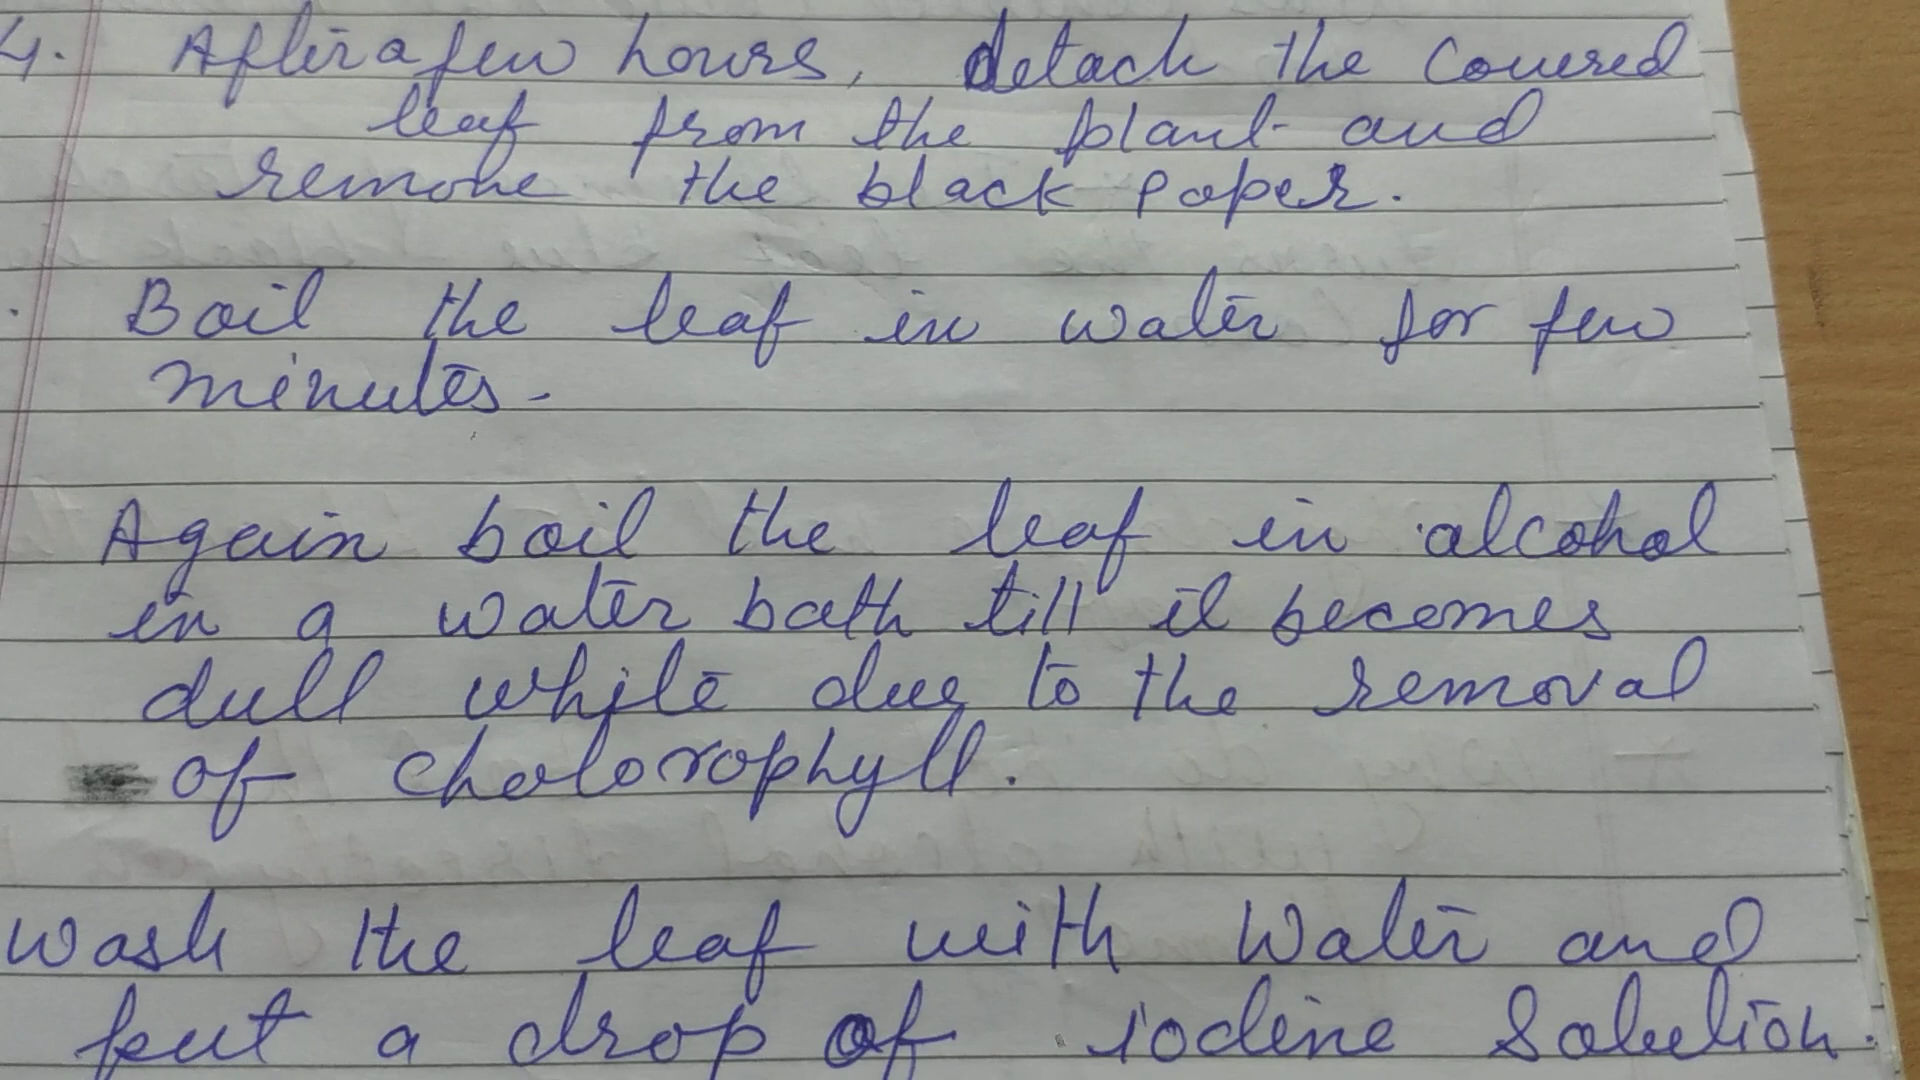 4. After a few hours, detach the covered
leaf from the plant and
remove the black paper.
. Boil the leaf in water for few
minutes.
Again boil the leaf in alcohol
in a water bath till it becomes
dull white due to the removal
of cholorophyll.
Wash the leaf with Water and
put a drop of iodine Solution.